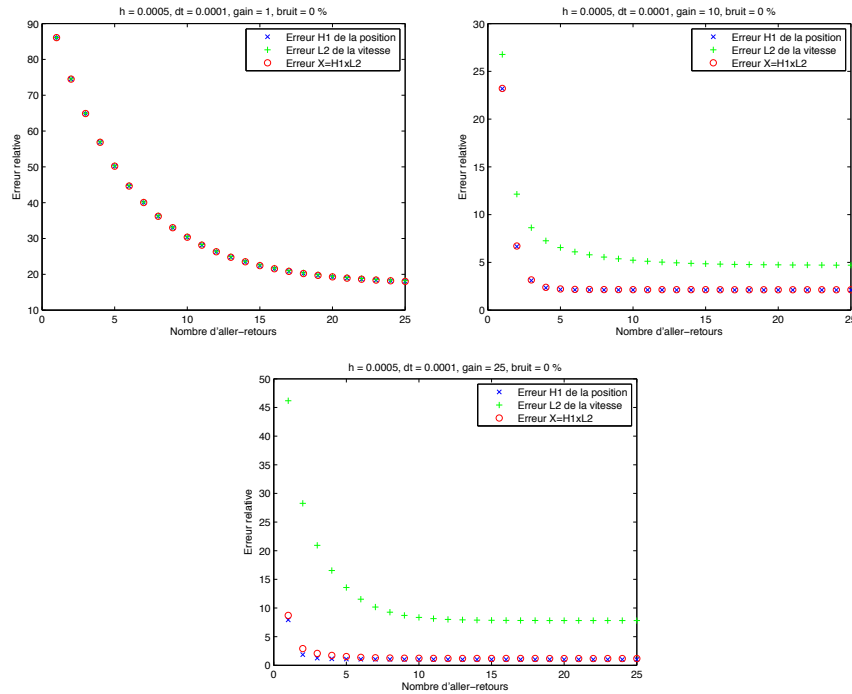 h = 0.0005, dt = 0.0001, gain = 1, bruit = 0 %
90
80
70
60
50
40
30
20
10
0
5
10
15
20
25
Erreur relative
Nombre d'aller−retours
Erreur H1 de la position
Erreur L2 de la vitesse
Erreur X=H1xL2
h = 0.0005, dt = 0.0001, gain = 10, bruit = 0 %
30
25
20
15
10
5
0
0
5
10
15
20
25
Erreur relative
Nombre d'aller−retours
Erreur H1 de la position
Erreur L2 de la vitesse
Erreur X=H1xL2
h = 0.0005, dt = 0.0001, gain = 25, bruit = 0 %
50
45
40
35
30
25
20
15
10
5
0
0
5
10
15
20
25
Erreur relative
Nombre d'aller−retours
Erreur H1 de la position
Erreur L2 de la vitesse
Erreur X=H1xL2